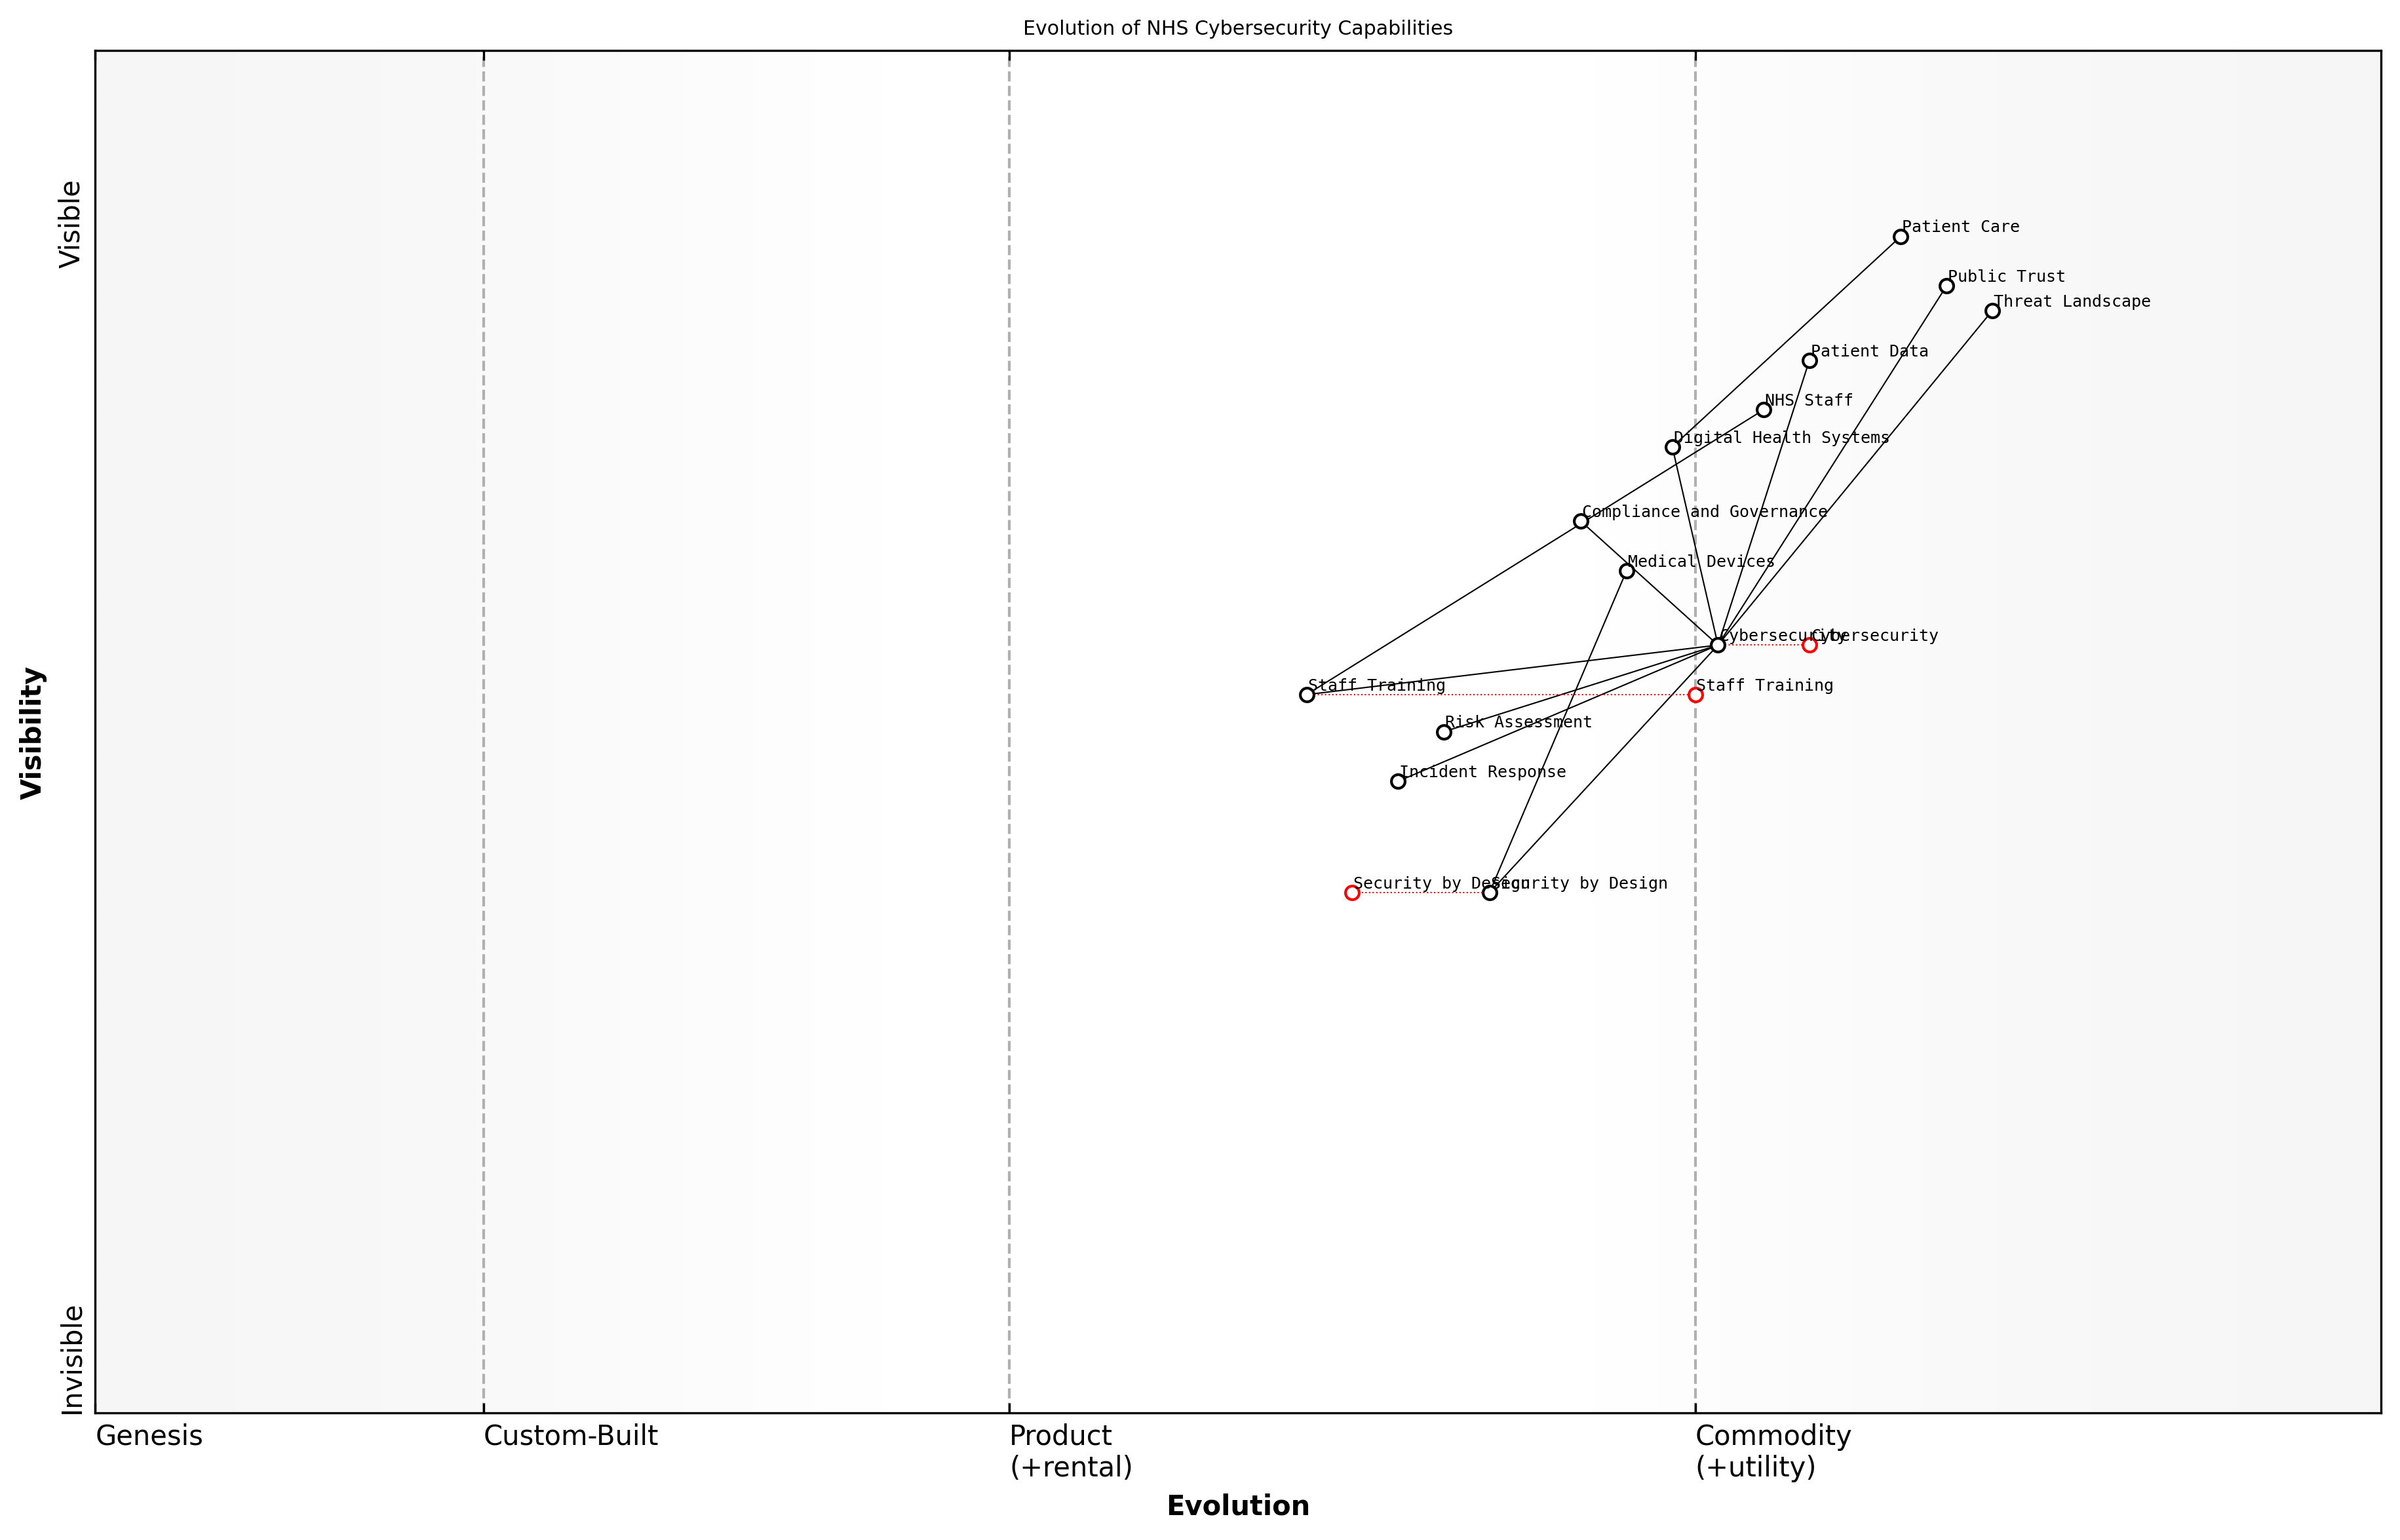 Evolution of NHS Cybersecurity Capabilities
Visible
Patient Care
Public Trust
Threat Landscape
Patient Data
NHS Staff
Digital Health Systems
Compliance and Governance
Medical Devices
Cybersecurity
Cybersecurity
Staff Training
Staff Training
Risk Assessment
Incident Response
Security by Design
Security by Design
Visibility
Invisible
Genesis
Custom-Built
Product
(+rental)
Commodity
(+utility)
Evolution